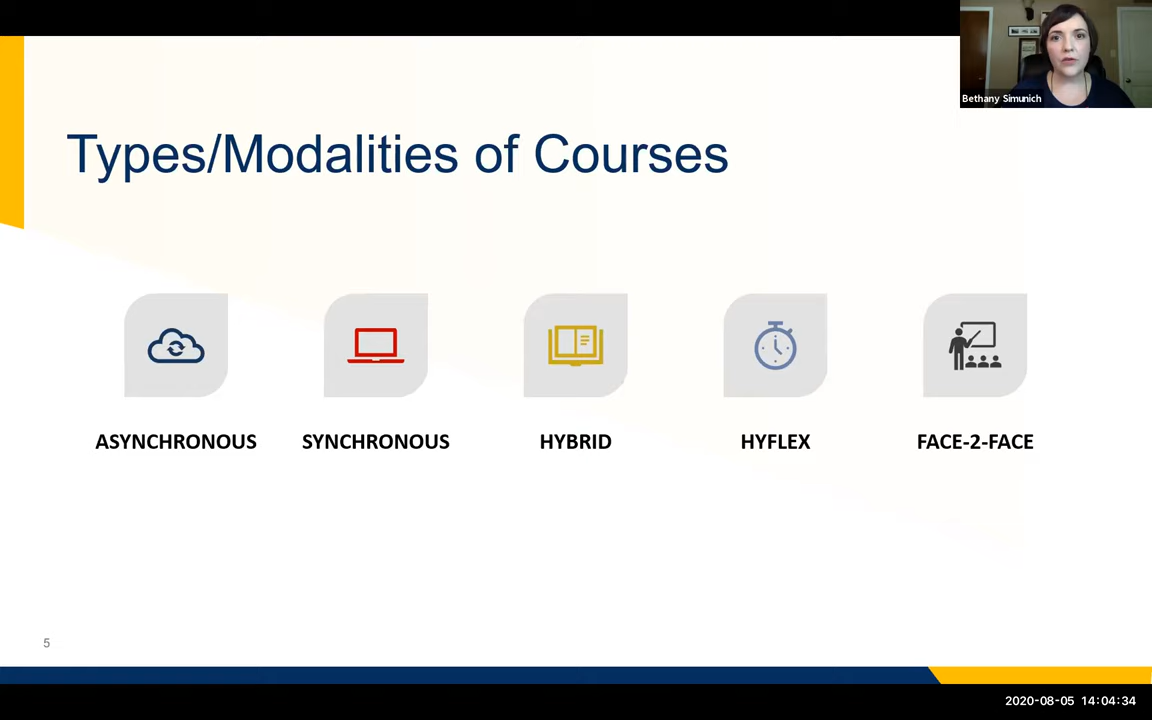 Bethany Simunich
Types/Modalities of Courses
ASYNCHRONOUS
SYNCHRONOUS
HYBRID
HYFLEX
FACE-2-FACE
5
2020-08-05 14:04:34